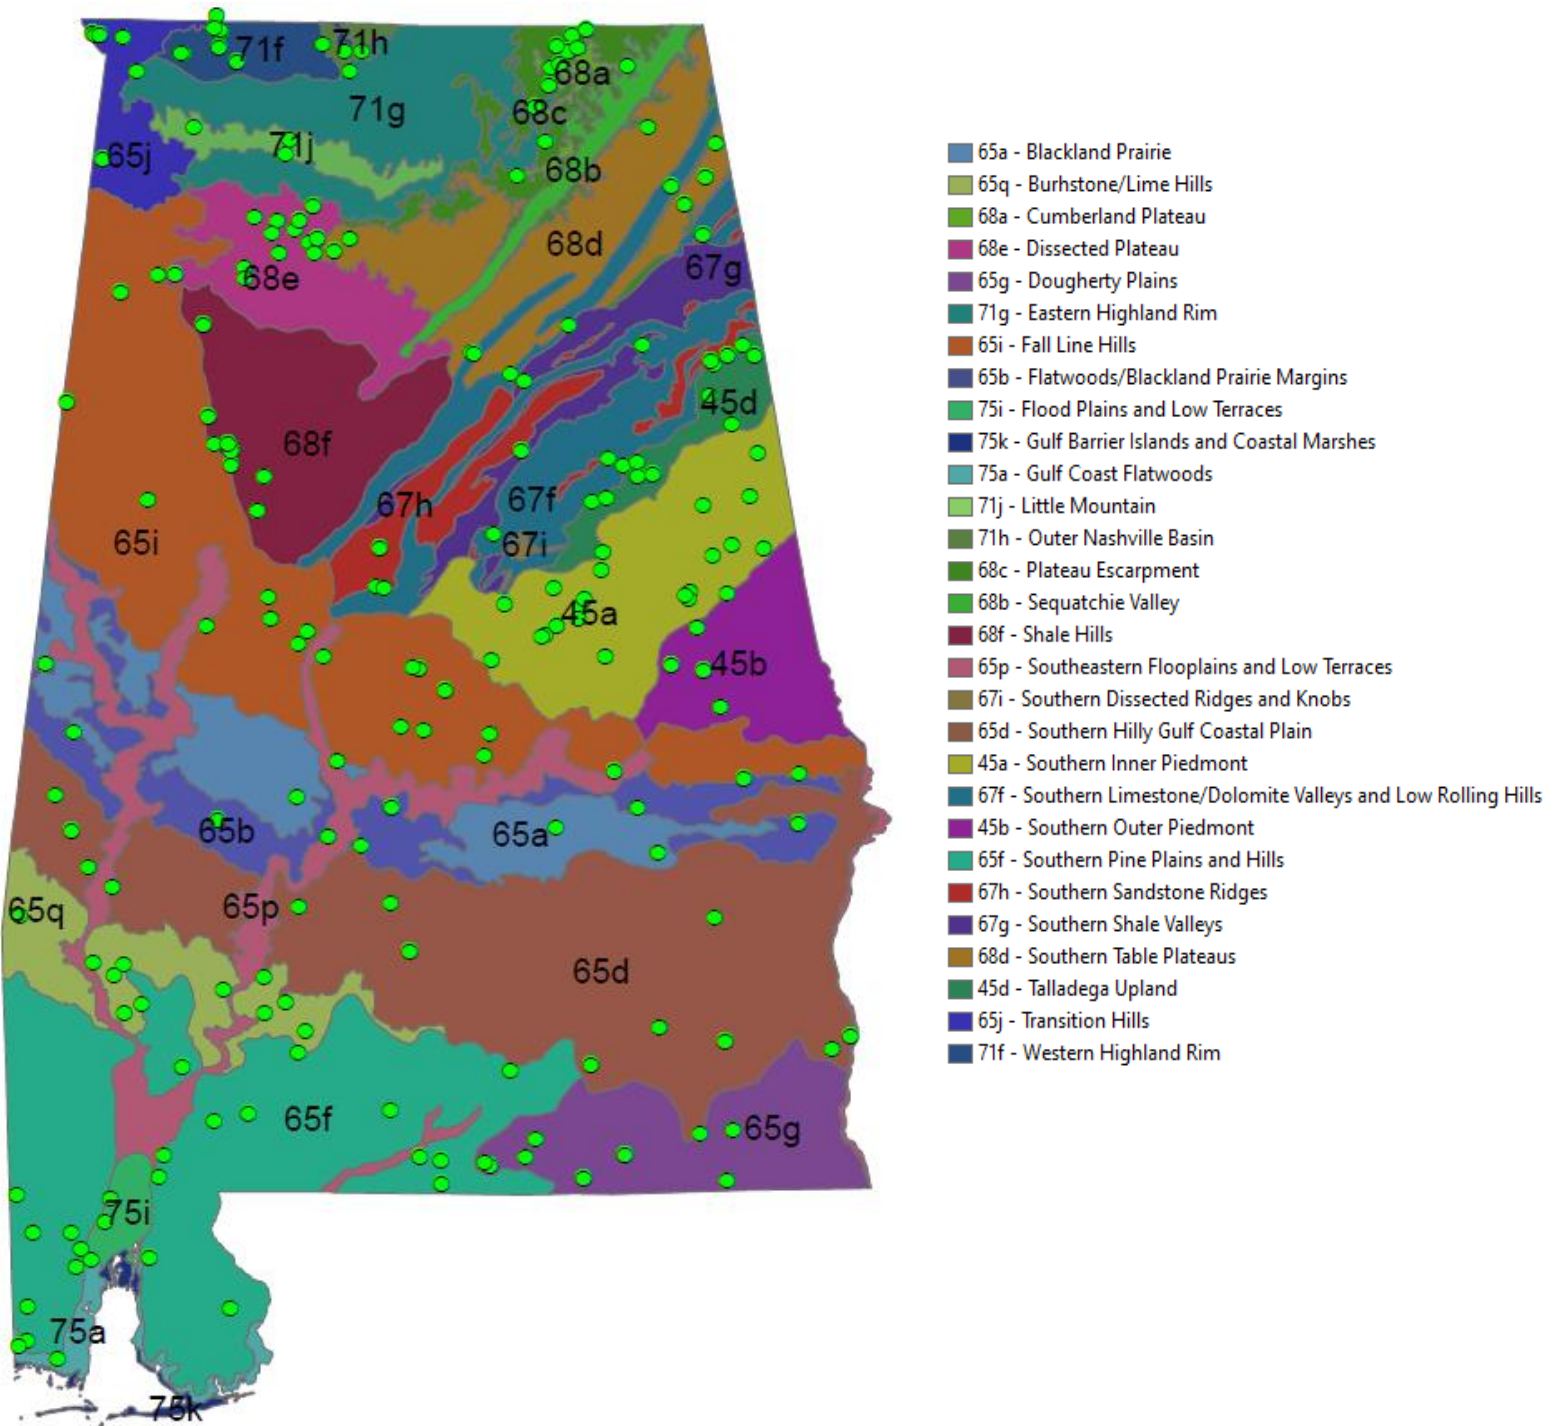 71f
71h
68a
71g
68c
71j
65j
68b
68d
67g
68e
45d
68f
67h
67f
65i
67i
45a
45b
65b
65a
65q
65p
65d
65f
65g
75i
75a
75k
65a - Blackland Prairie
65q - Burhstone/Lime Hills
68a - Cumberland Plateau
68e - Dissected Plateau
65g - Dougherty Plains
71g - Eastern Highland Rim
65i - Fall Line Hills
65b - Flatwoods/Blackland Prairie Margins
75i - Flood Plains and Low Terraces
75k - Gulf Barrier Islands and Coastal Marshes
75a - Gulf Coast Flatwoods
71j - Little Mountain
71h - Outer Nashville Basin
68c - Plateau Escarpment
68b - Sequatchie Valley
68f - Shale Hills
65p - Southeastern Flooplains and Low Terraces
67i - Southern Dissected Ridges and Knobs
65d - Southern Hilly Gulf Coastal Plain
45a - Southern Inner Piedmont
67f - Southern Limestone/Dolomite Valleys and Low Rolling Hills
45b - Southern Outer Piedmont
65f - Southern Pine Plains and Hills
67h - Southern Sandstone Ridges
67g - Southern Shale Valleys
68d - Southern Table Plateaus
45d - Talladega Upland
65j - Transition Hills
71f - Western Highland Rim